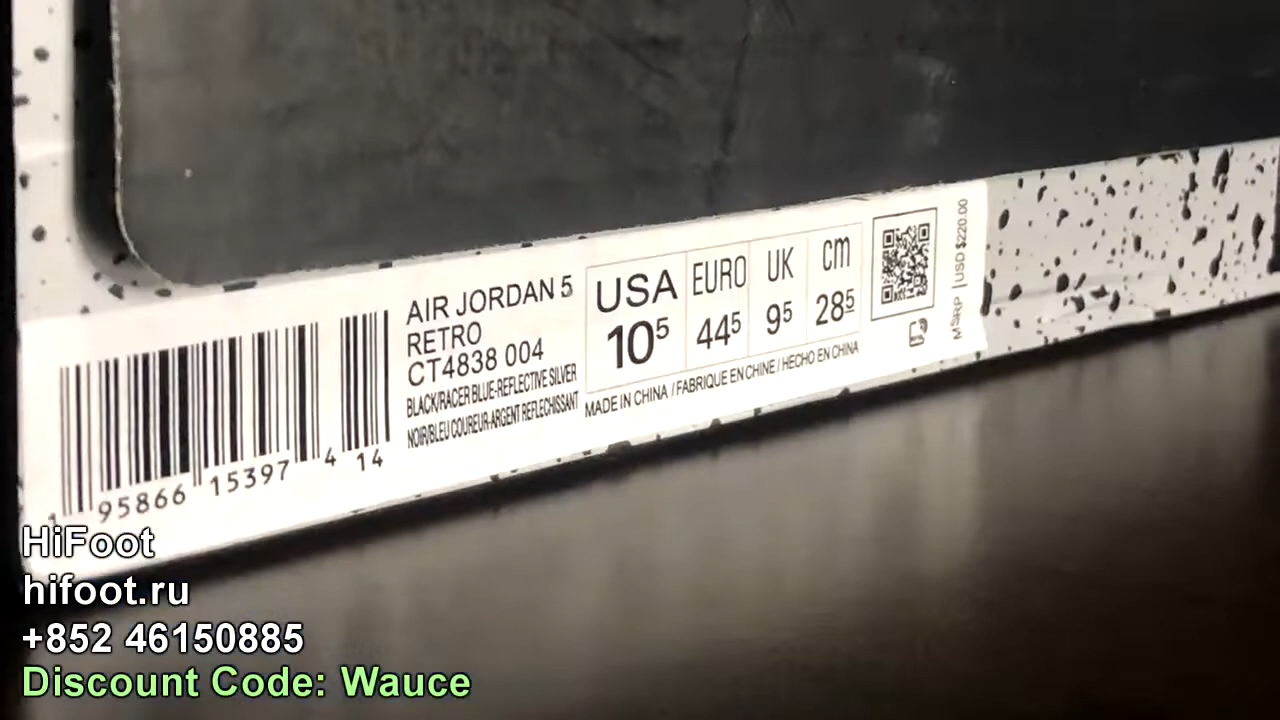 AIR JORDAN 5
RETRO
CT4838 004
BLACK/RACER BLUE-REFLECTIVE SILVER
NOIR/BLEU COUREUR-ARGENT REFLECHISSANT
USA
10⁵
EURO
44⁵
UK
9⁵
cm
28⁵
MADE IN CHINA / FABRIQUE EN CHINE / HECHO EN CHINA
MSRP | USD $220.00
1 95866 15397 4 14
HiFoot
hifoot.ru
+852 46150885
Discount Code: Wauce